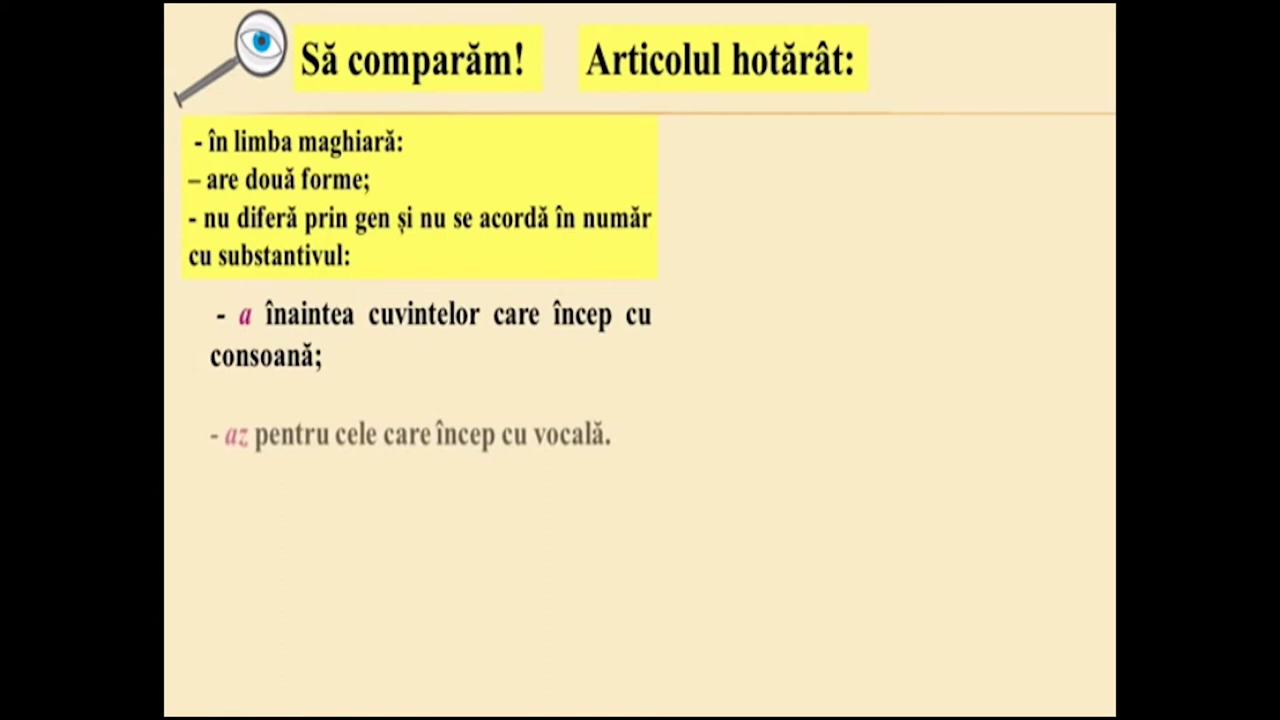 Să comparăm! Articolul hotărât:
- în limba maghiară:
– are două forme;
- nu diferă prin gen și nu se acordă în număr
cu substantivul:
- a înaintea cuvintelor care încep cu
consoană;
- az pentru cele care încep cu vocală.